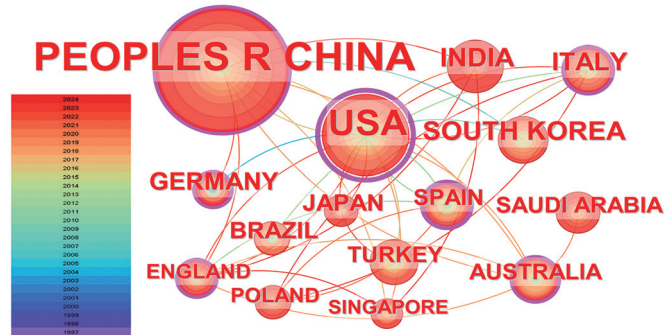 PEOPLES R CHINA
INDIA
ITALY
USA
SOUTH KOREA
GERMANY
JAPAN
SPAIN
SAUDI ARABIA
BRAZIL
TURKEY
ENGLAND
AUSTRALIA
POLAND
SINGAPORE
2024
2023
2022
2021
2020
2019
2018
2017
2016
2015
2014
2013
2012
2011
2010
2009
2008
2007
2006
2005
2004
2003
2002
2001
2000
1999
1998
1997